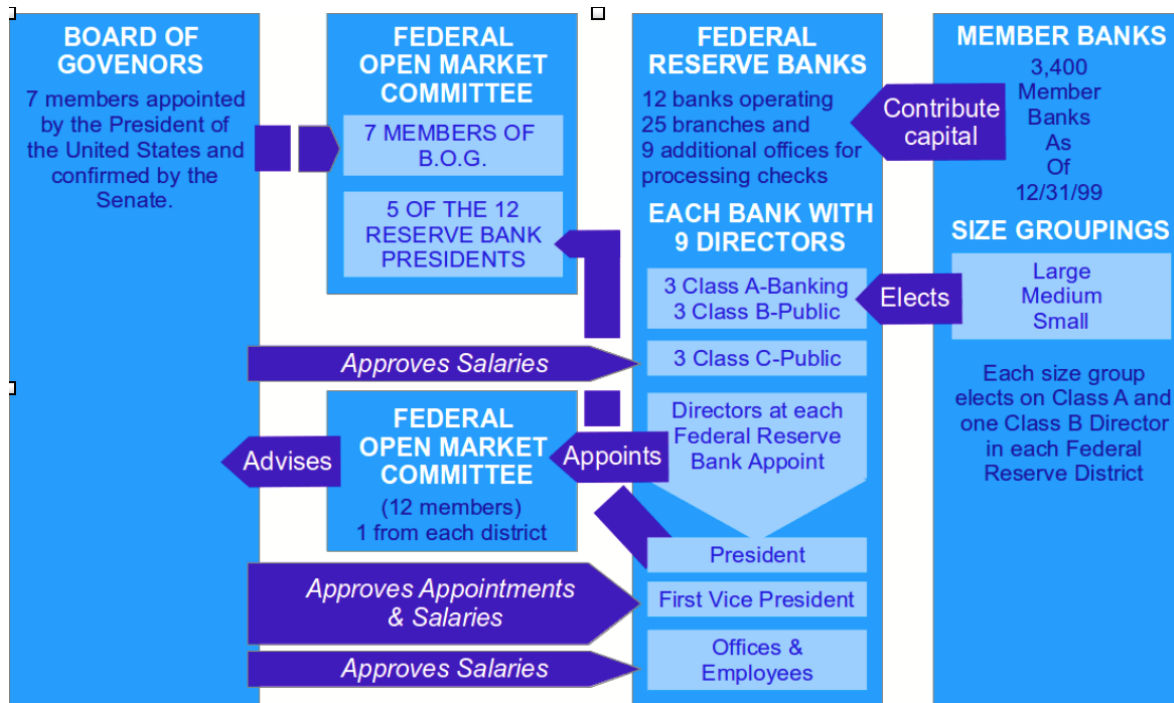 BOARD OF
GOVENORS
7 members appointed
by the President of
the United States and
confirmed by the
Senate.
FEDERAL
OPEN MARKET
COMMITTEE
7 MEMBERS OF
B.O.G.
5 OF THE 12
RESERVE BANK
PRESIDENTS
Approves Salaries
FEDERAL
OPEN MARKET
COMMITTEE
(12 members)
1 from each district
Advises
Appoints
Approves Appointments
& Salaries
Approves Salaries
FEDERAL
RESERVE BANKS
12 banks operating
25 branches and
9 additional offices for
processing checks
EACH BANK WITH
9 DIRECTORS
3 Class A-Banking
3 Class B-Public
3 Class C-Public
Directors at each
Federal Reserve
Bank Appoint
President
First Vice President
Offices &
Employees
Contribute
capital
Elects
MEMBER BANKS
3,400
Member
Banks
As
Of
12/31/99
SIZE GROUPINGS
Large
Medium
Small
Each size group
elects on Class A and
one Class B Director
in each Federal
Reserve District